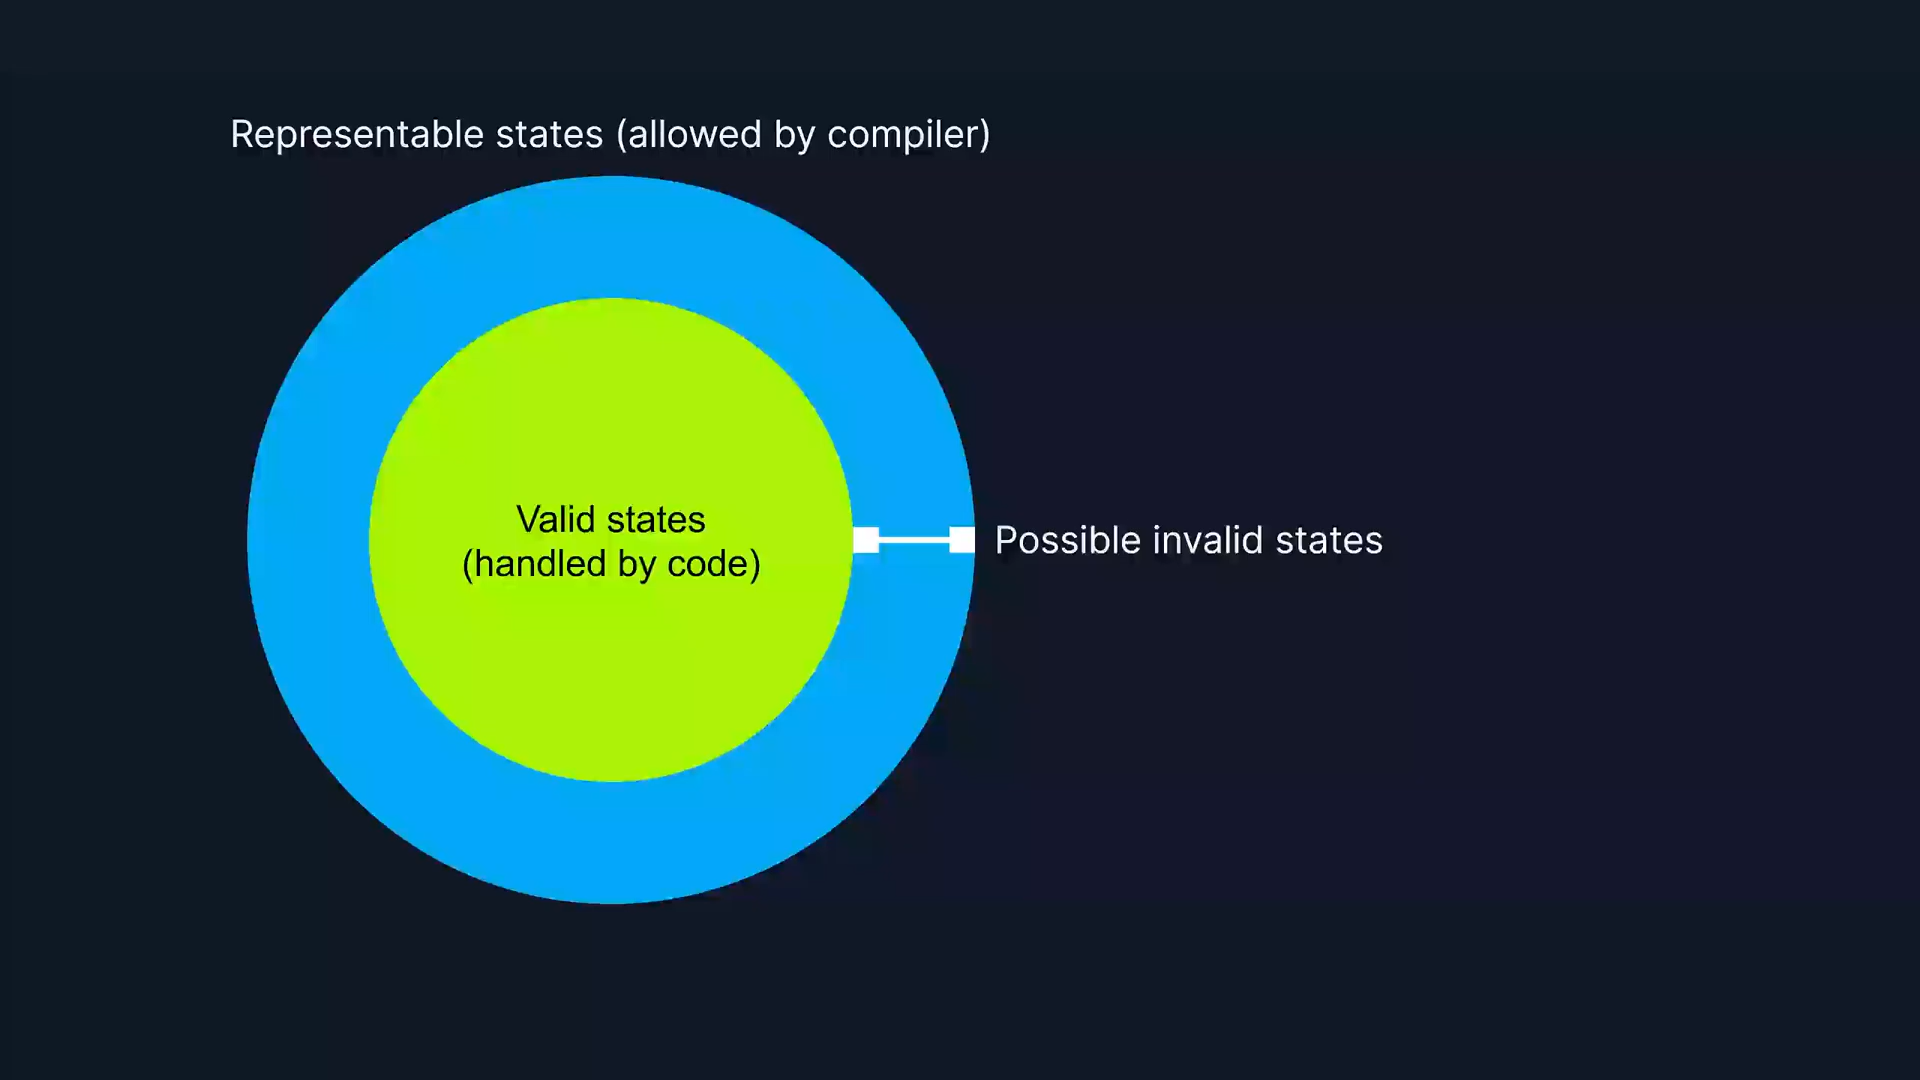 Representable states (allowed by compiler)
Valid states
(handled by code)
Possible invalid states